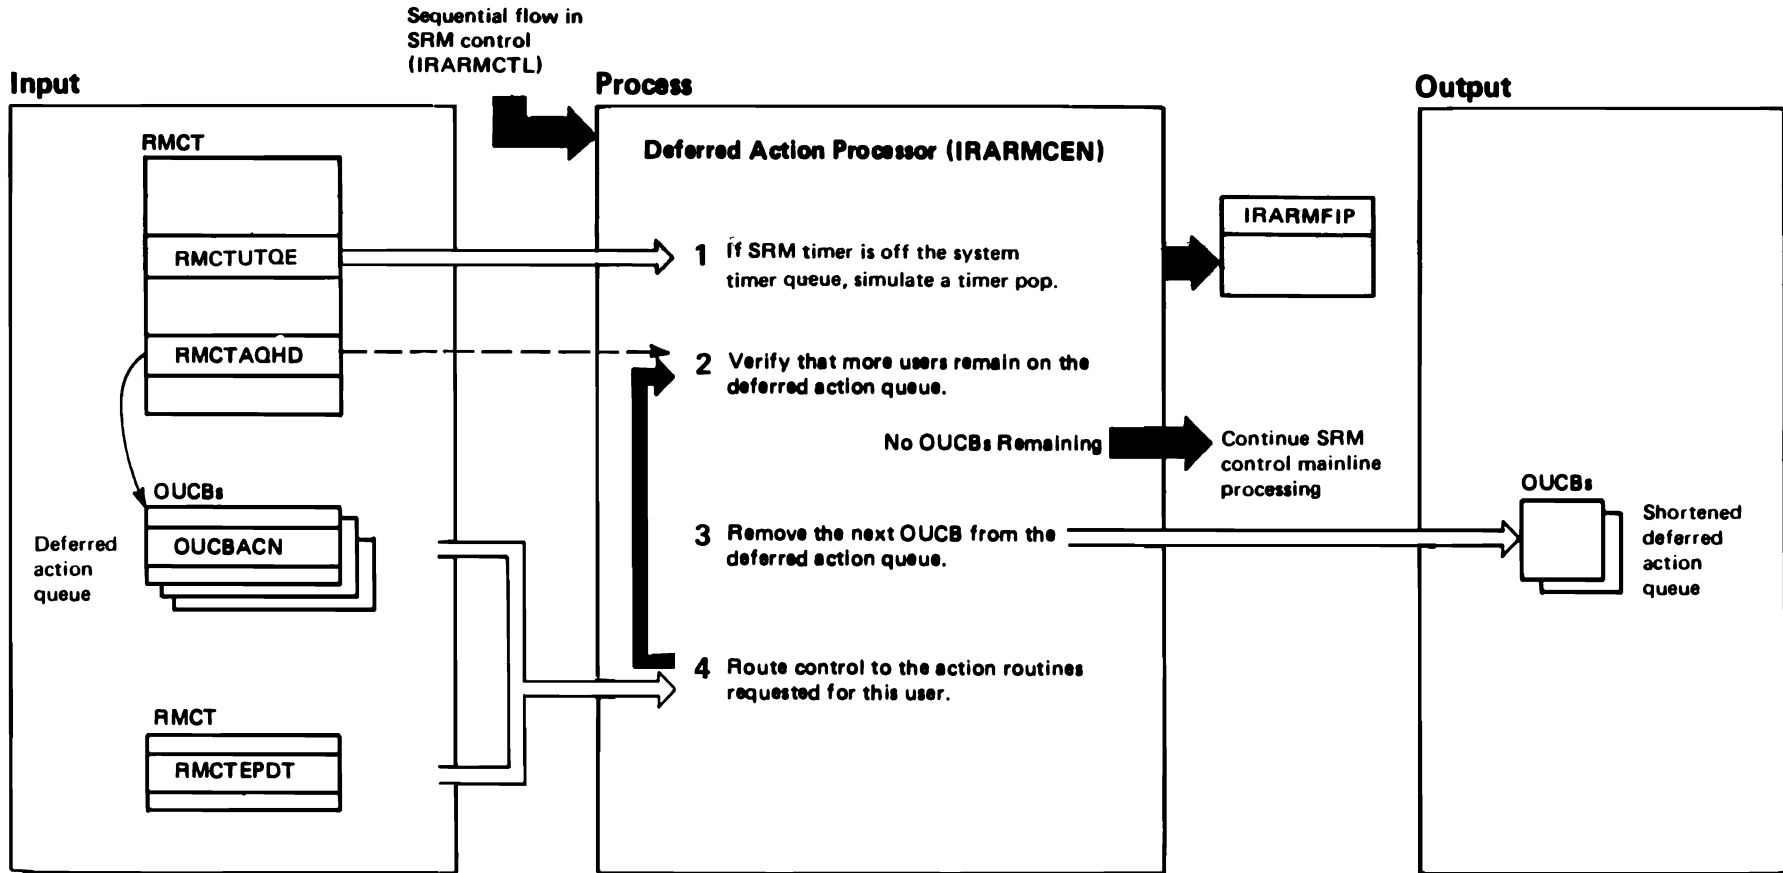 Sequential flow in
SRM control
(IRARMCTL)
Input
Process
Output
RMCT
Deferred Action Processor (IRARMCEN)
IRARMFIP
RMCTUTQE
1 If SRM timer is off the system
timer queue, simulate a timer pop.
RMCTAQHD
2 Verify that more users remain on the
deferred action queue.
No OUCBs Remaining
Continue SRM
control mainline
processing
OUCBs
OUCBACN
Deferred
action
queue
3 Remove the next OUCB from the
deferred action queue.
OUCBs
Shortened
deferred
action
queue
4 Route control to the action routines
requested for this user.
RMCT
RMCTEPDT